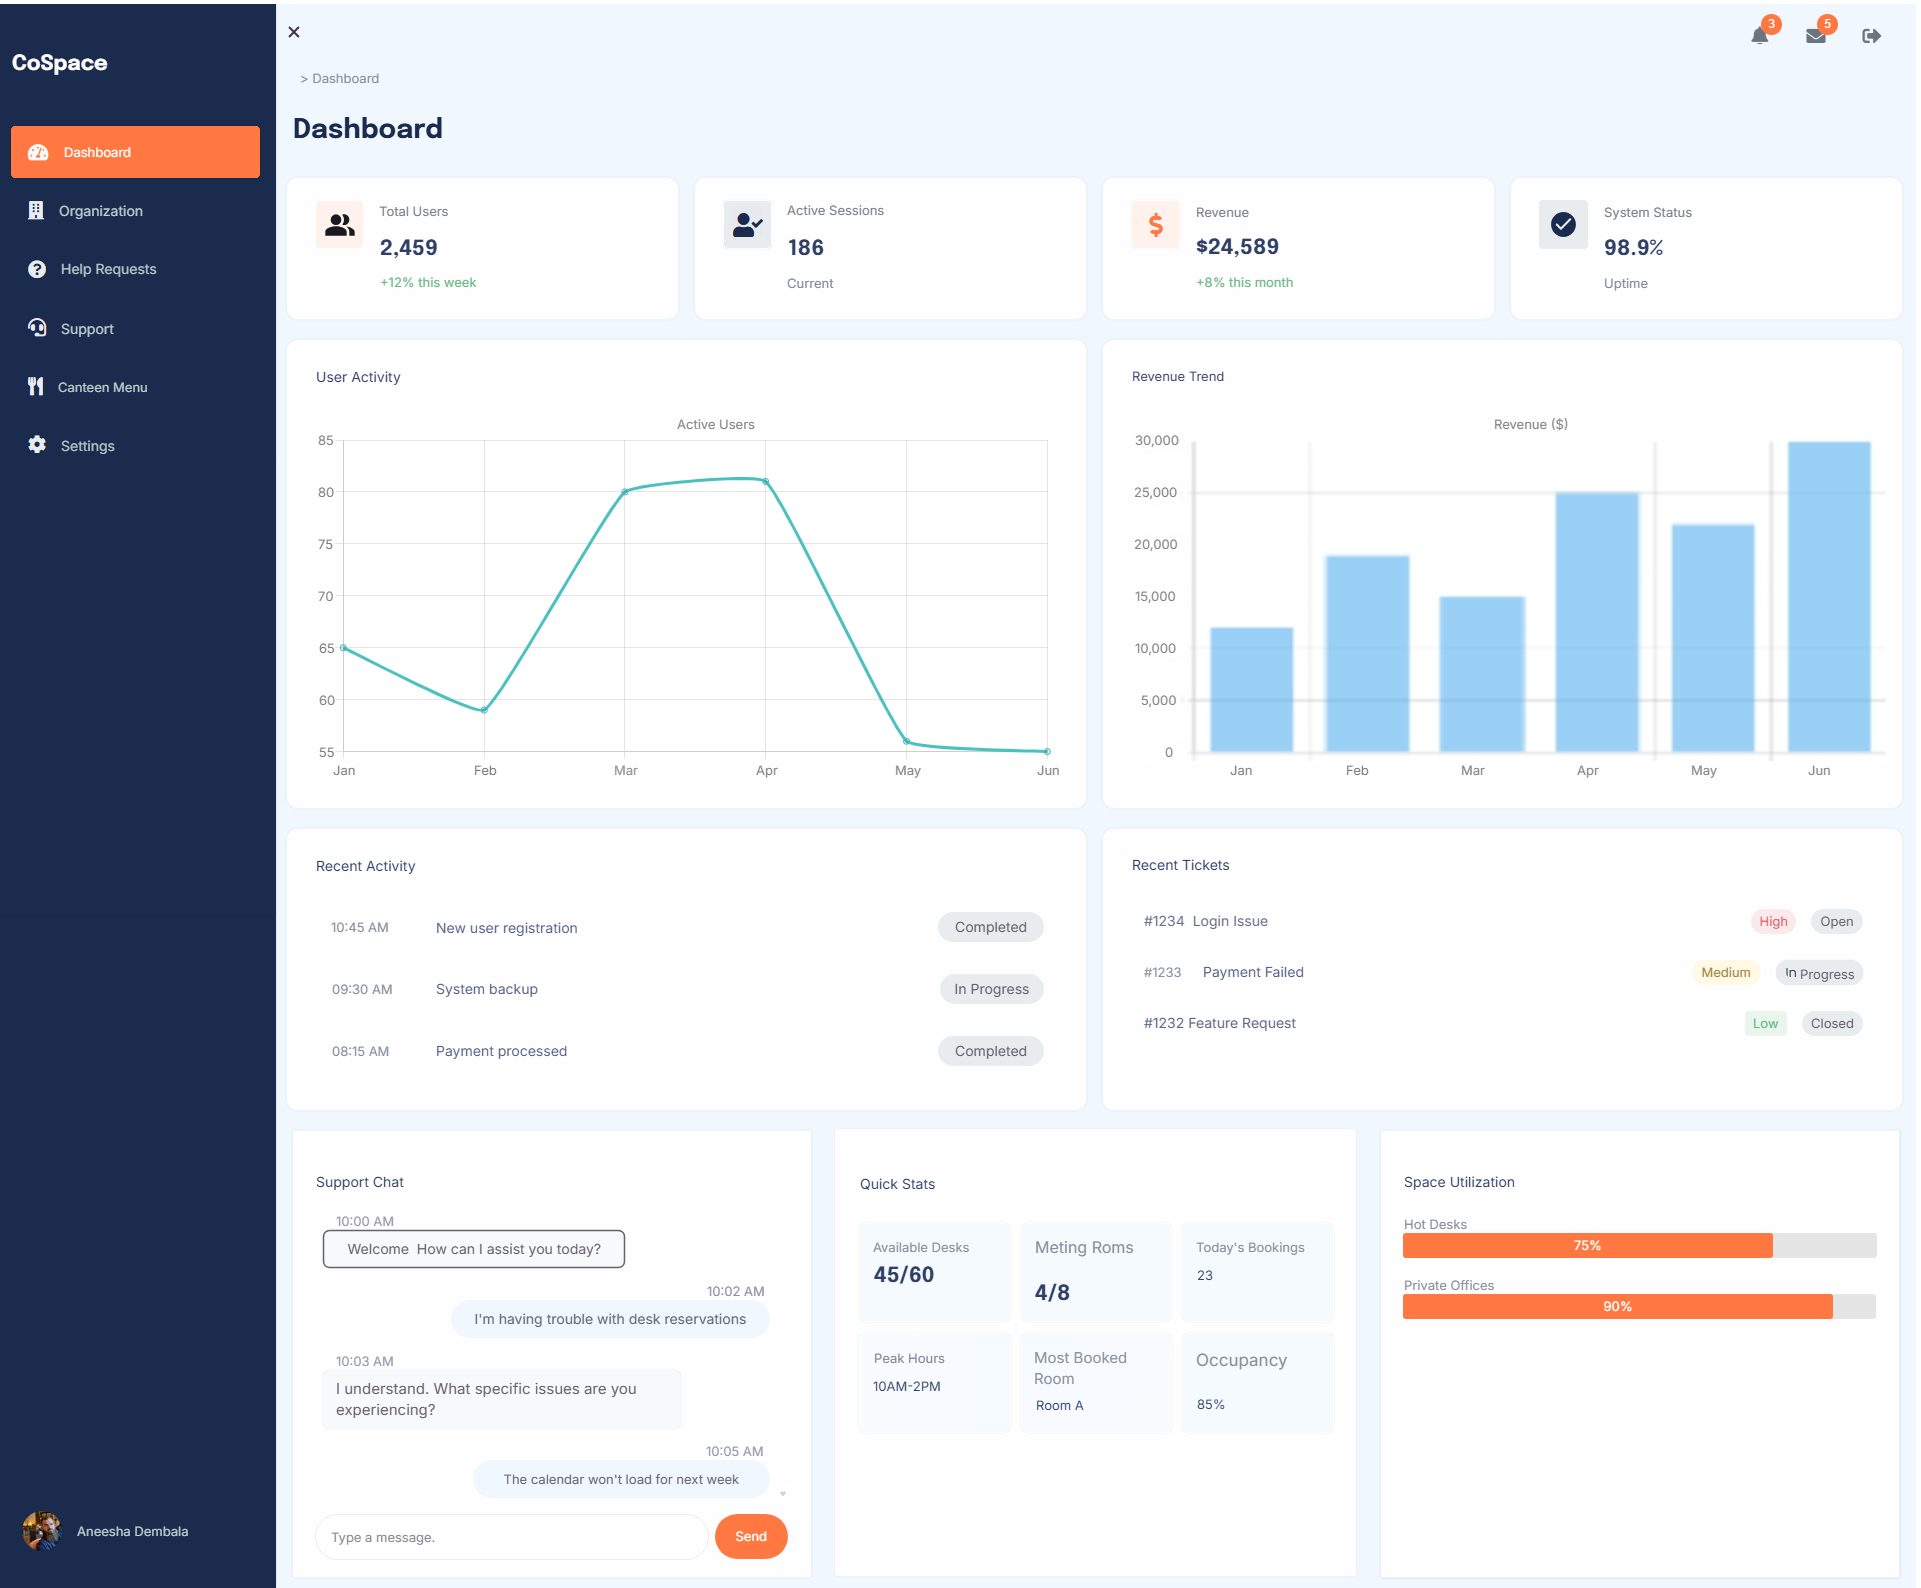 CoSpace
Dashboard
Organization
Help Requests
Support
Canteen Menu
Settings
Aneesha Dembala
3
5
> Dashboard
Dashboard
Total Users
2,459
+12% this week
Active Sessions
186
Current
Revenue
$24,589
+8% this month
System Status
98.9%
Uptime
User Activity
Active Users
85
80
75
70
65
60
55
Jan Feb Mar Apr May Jun
Revenue Trend
Revenue ($)
30,000
25,000
20,000
15,000
10,000
5,000
0
Jan Feb Mar Apr May Jun
Recent Activity
10:45 AM New user registration Completed
09:30 AM System backup In Progress
08:15 AM Payment processed Completed
Recent Tickets
#1234 Login Issue High Open
#1233 Payment Failed Medium In Progress
#1232 Feature Request Low Closed
Support Chat
10:00 AM
Welcome How can I assist you today?
10:02 AM
I'm having trouble with desk reservations
10:03 AM
I understand. What specific issues are you
experiencing?
10:05 AM
The calendar won't load for next week
Type a message.
Send
Quick Stats
Available Desks
45/60
Meting Roms
4/8
Today's Bookings
23
Peak Hours
10AM-2PM
Most Booked
Room
Room A
Occupancy
85%
Space Utilization
Hot Desks
75%
Private Offices
90%